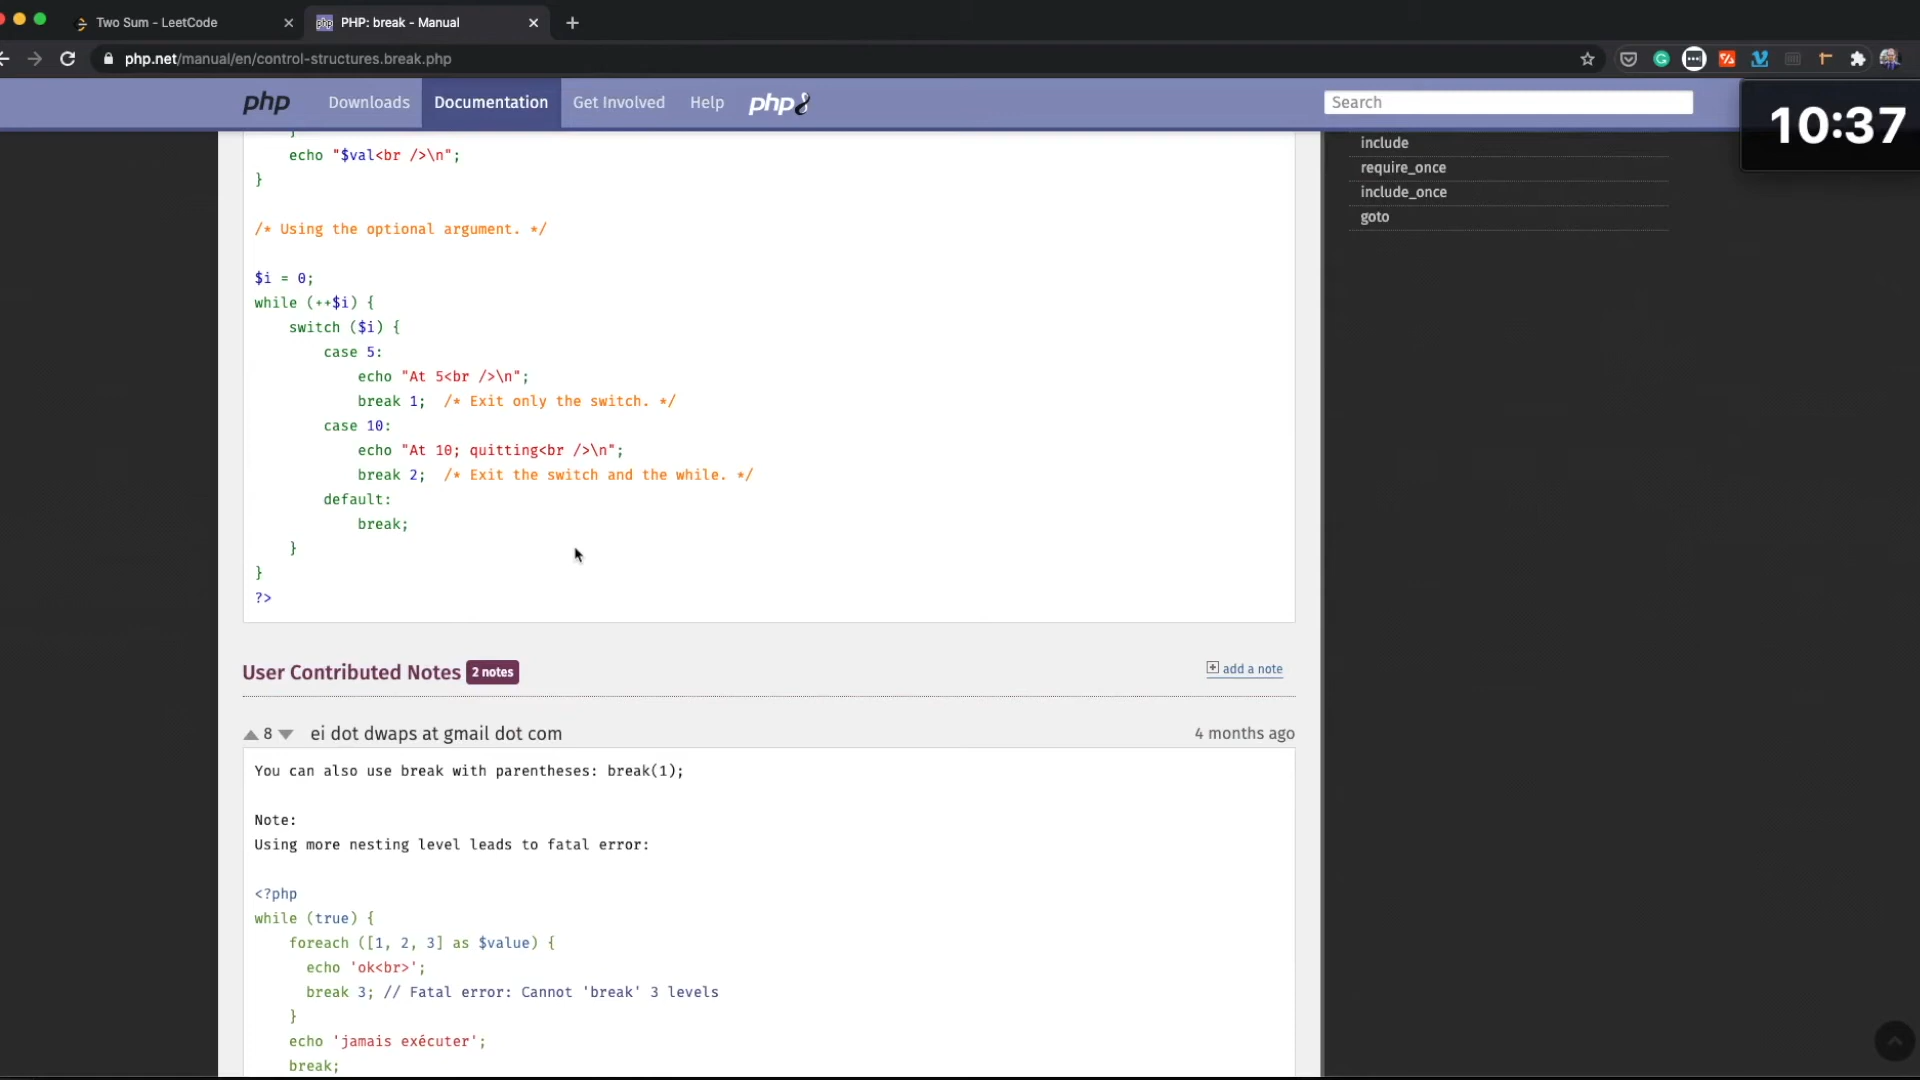 Two Sum - LeetCode
PHP: break - Manual
php.net/manual/en/control-structures.break.php
php
Downloads
Documentation
Get Involved
Help
php8
Search
10:37
}
echo "$val<br />\n";
}
/* Using the optional argument. */
$i = 0;
while (++$i) {
switch ($i) {
case 5:
echo "At 5<br />\n";
break 1;  /* Exit only the switch. */
case 10:
echo "At 10; quitting<br />\n";
break 2;  /* Exit the switch and the while. */
default:
break;
}
}
?>
include
require_once
include_once
goto
User Contributed Notes 2 notes
add a note
8 ei dot dwaps at gmail dot com
4 months ago
You can also use break with parentheses: break(1);
Note:
Using more nesting level leads to fatal error:
<?php
while (true) {
foreach ([1, 2, 3] as $value) {
echo 'ok<br>';
break 3; // Fatal error: Cannot 'break' 3 levels
}
echo 'jamais exécuter';
break;